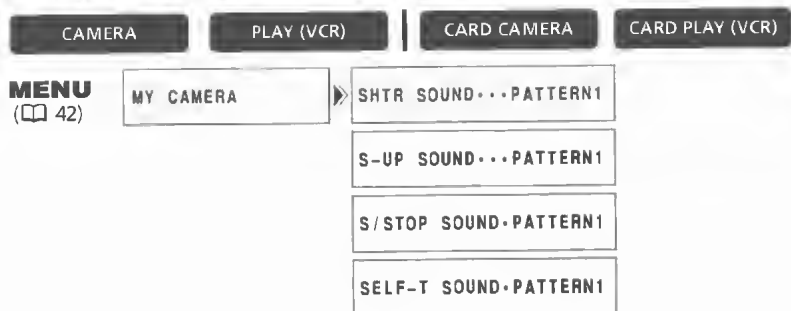 CAMERA PLAY (VCR) CARD CAMERA CARD PLAY (VCR)
MENU MY CAMERA SHTR SOUND···PATTERN1
(📖 42)
S-UP SOUND···PATTERN1
S/STOP SOUND·PATTERN1
SELF-T SOUND·PATTERN1